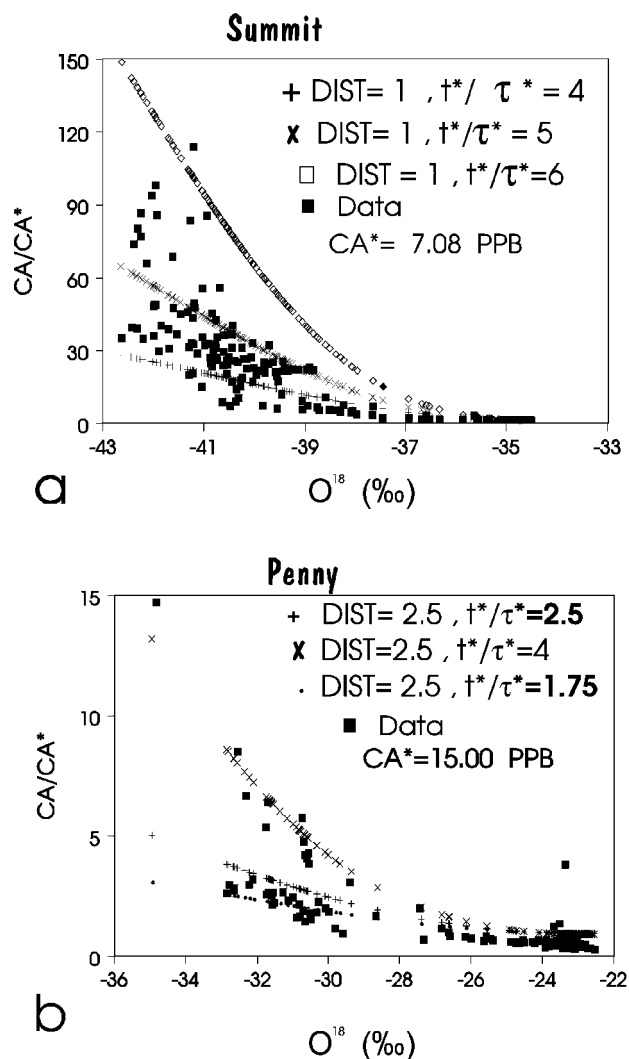 Summit
150
120
90
60
30
0
CA/CA*
+ DIST= 1 , t*/ τ * = 4
x DIST= 1 , t*/τ* = 5
□ DIST = 1 , t*/τ*=6
■ Data
CA*= 7.08 PPB
-43 -41 -39 -37 -35 -33
a
O¹⁸ (‰)
Penny
15
10
5
0
CA/CA*
+ DIST= 2.5 , t*/τ*=2.5
x DIST=2.5 , t*/τ*=4
· DIST= 2.5 , t*/τ*=1.75
■ Data
CA*=15.00 PPB
-36 -34 -32 -30 -28 -26 -24 -22
b
O¹⁸ (‰)